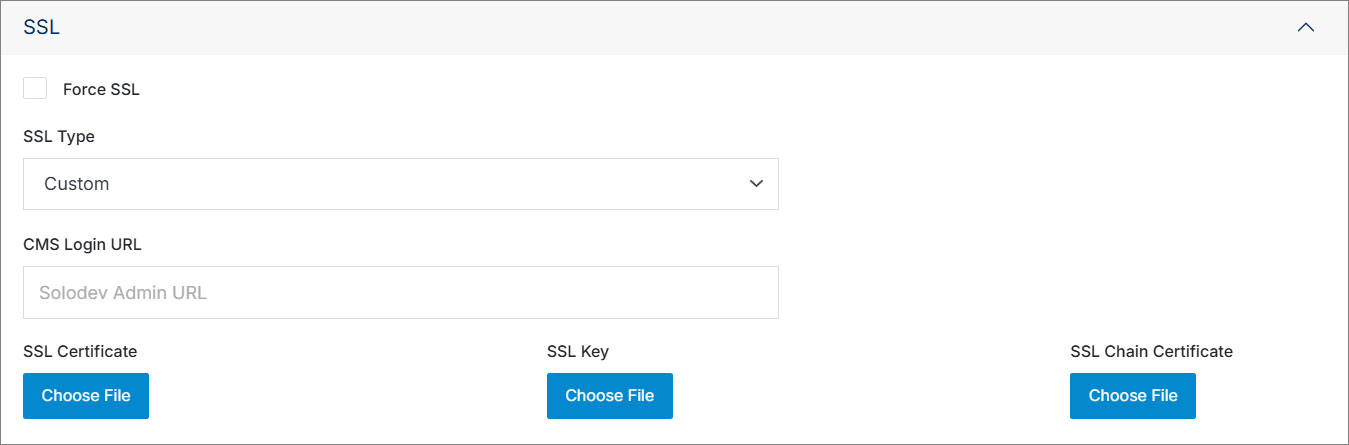 SSL
Force SSL
SSL Type
Custom
CMS Login URL
Solodev Admin URL
SSL Certificate
SSL Key
SSL Chain Certificate
Choose File
Choose File
Choose File